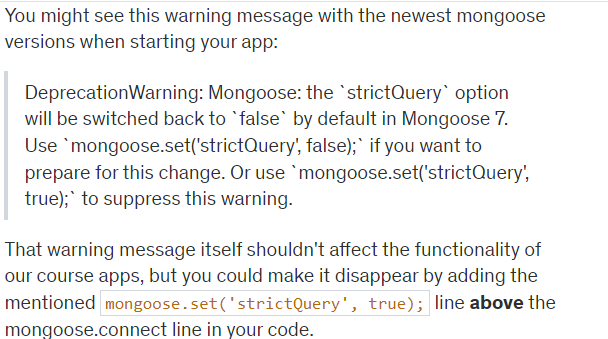 You might see this warning message with the newest mongoose
versions when starting your app:
DeprecationWarning: Mongoose: the `strictQuery` option
will be switched back to `false` by default in Mongoose 7.
Use `mongoose.set('strictQuery', false);` if you want to
prepare for this change. Or use `mongoose.set('strictQuery',
true);` to suppress this warning.
That warning message itself shouldn't affect the functionality of
our course apps, but you could make it disappear by adding the
mentioned mongoose.set('strictQuery', true); line above the
mongoose.connect line in your code.